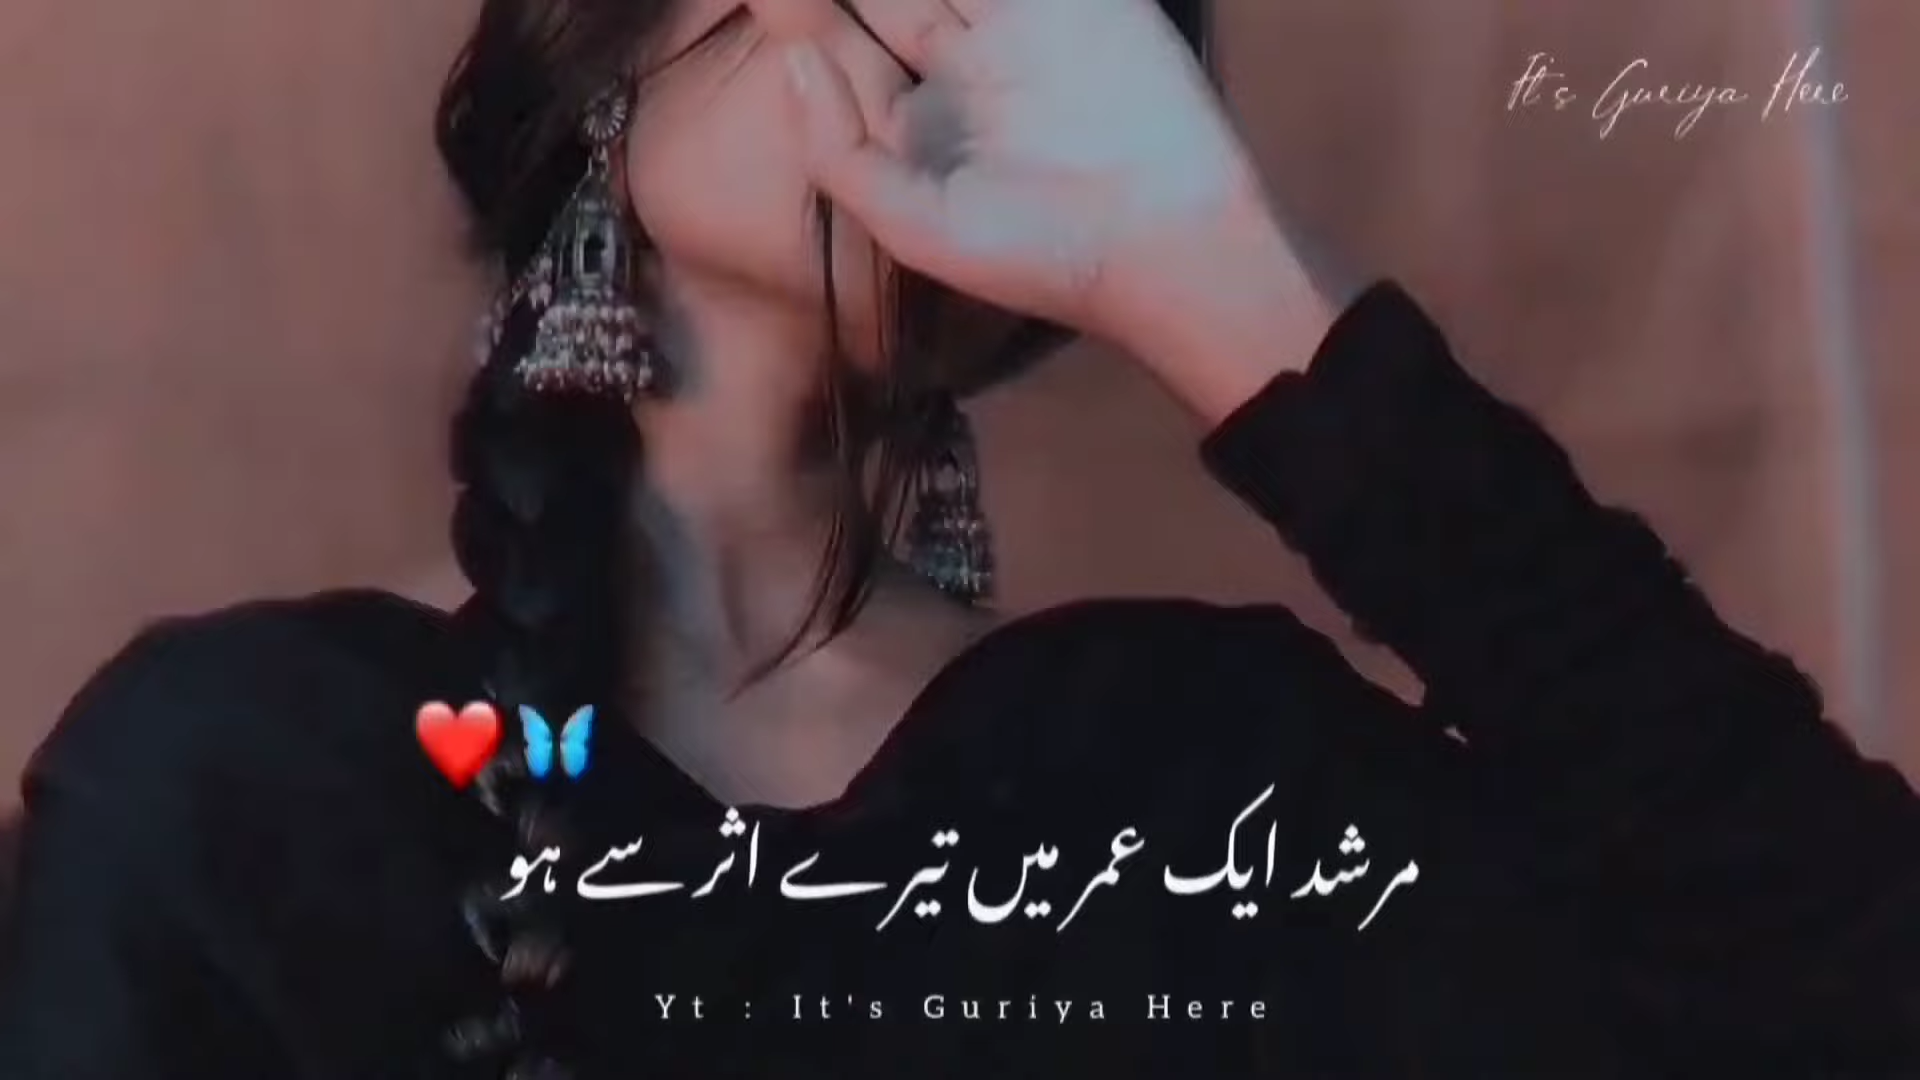 It's Guriya Here
❤️🦋
مرشد ایک عمر میں تیرے اثر سے ہو
Yt : It's Guriya Here